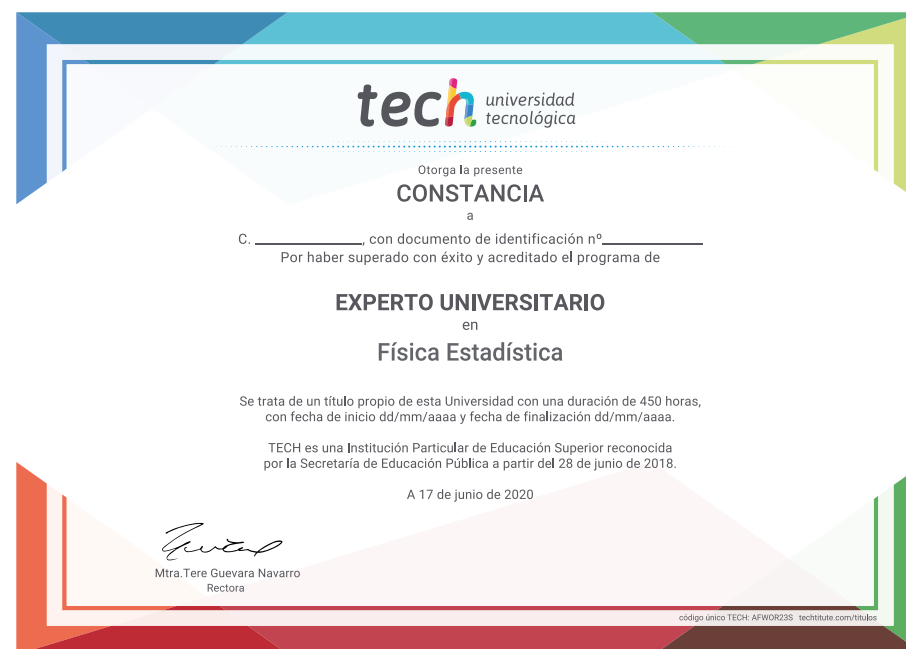 tech universidad
tecnológica
Otorga la presente
CONSTANCIA
a
C. ______________, con documento de identificación nº_____________
Por haber superado con éxito y acreditado el programa de
EXPERTO UNIVERSITARIO
en
Física Estadística
Se trata de un título propio de esta Universidad con una duración de 450 horas,
con fecha de inicio dd/mm/aaaa y fecha de finalización dd/mm/aaaa.
TECH es una Institución Particular de Educación Superior reconocida
por la Secretaría de Educación Pública a partir del 28 de junio de 2018.
A 17 de junio de 2020
Mtra.Tere Guevara Navarro
Rectora
código único TECH: AFWOR23S techtitute.com/titulos